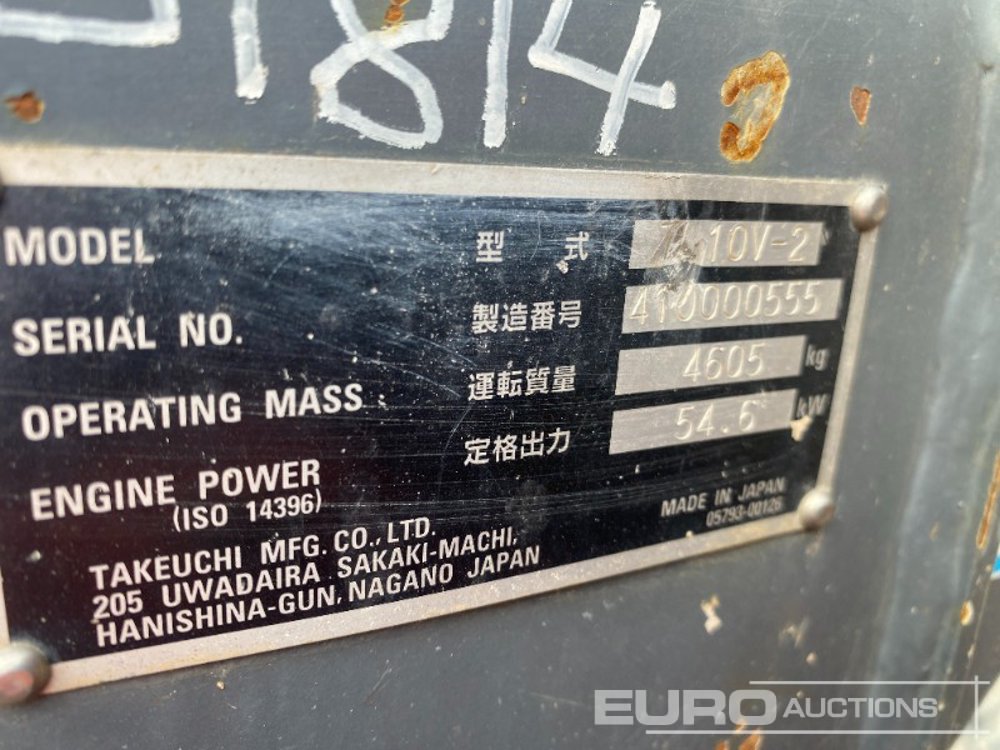 814
MODEL 型 式 10V-2
SERIAL NO. 製造番号 410000555
OPERATING MASS 運転質量 4605 kg
ENGINE POWER 定格出力 54.6 kW
(ISO 14396)
TAKEUCHI MFG. CO., LTD.
205 UWADAIRA SAKAKI-MACHI,
HANISHINA-GUN, NAGANO JAPAN
MADE IN JAPAN
05793-00126
EURO AUCTIONS